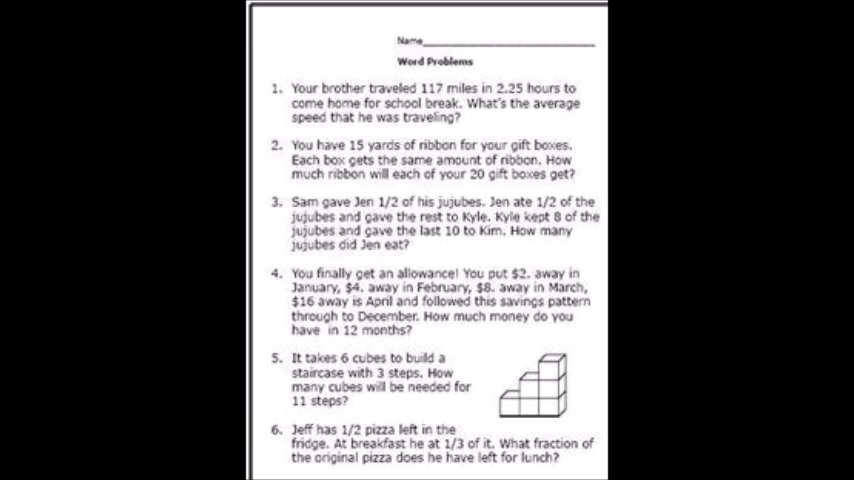 Name
Word Problems
1. Your brother traveled 117 miles in 2.25 hours to
come home for school break. What's the average
speed that he was traveling?
2. You have 15 yards of ribbon for your gift boxes.
Each box gets the same amount of ribbon. How
much ribbon will each of your 20 gift boxes get?
3. Sam gave Jen 1/2 of his jujubes. Jen ate 1/2 of the
jujubes and gave the rest to Kyle. Kyle kept 8 of the
jujubes and gave the last 10 to Kim. How many
jujubes did Jen eat?
4. You finally get an allowance! You put $2. away in
January, $4. away in February, $8. away in March,
$16 away is April and followed this savings pattern
through to December. How much money do you
have in 12 months?
5. It takes 6 cubes to build a
staircase with 3 steps. How
many cubes will be needed for
11 steps?
6. Jeff has 1/2 pizza left in the
fridge. At breakfast he at 1/3 of it. What fraction of
the original pizza does he have left for lunch?